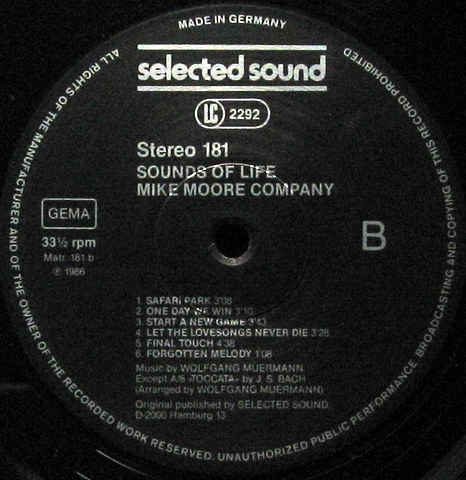 MADE IN GERMANY
ALL RIGHTS OF THE MANUFACTURER AND OF THE OWNER OF THE RECORDED WORK RESERVED. UNAUTHORIZED PUBLIC PERFORMANCE BROADCASTING AND COPYING OF THIS RECORD PROHIBITED
selected sound
LC 2292
Stereo 181
SOUNDS OF LIFE
MIKE MOORE COMPANY
GEMA
B
33⅓ rpm
Matr. 181 b
℗ 1986
1. SAFARI PARK 3'08
2. ONE DAY WE WIN 3'10
3. START A NEW GAME 3'43
4. LET THE LOVESONGS NEVER DIE 3'28
5. FINAL TOUCH 4'38
6. FORGOTTEN MELODY 1'08
Music by WOLFGANG MUERMANN
Except A/6 »TOCCATA« by J. S. BACH
(Arranged by WOLFGANG MUERMANN)
Original published by SELECTED SOUND,
D-2000 Hamburg 13